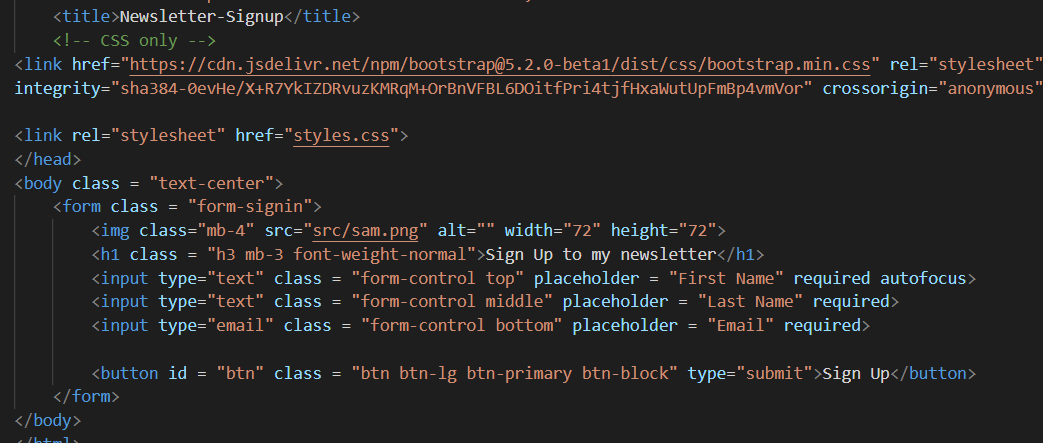 <title>Newsletter-Signup</title>
<!-- CSS only -->
<link href="https://cdn.jsdelivr.net/npm/bootstrap@5.2.0-beta1/dist/css/bootstrap.min.css" rel="stylesheet"
integrity="sha384-0evHe/X+R7YkIZDRvuzKMRqM+OrBnVFBL6DOitfPri4tjfHxaWutUpFmBp4vmVor" crossorigin="anonymous"
<link rel="stylesheet" href="styles.css">
</head>
<body class = "text-center">
<form class = "form-signin">
<img class="mb-4" src="src/sam.png" alt="" width="72" height="72">
<h1 class = "h3 mb-3 font-weight-normal">Sign Up to my newsletter</h1>
<input type="text" class = "form-control top" placeholder = "First Name" required autofocus>
<input type="text" class = "form-control middle" placeholder = "Last Name" required>
<input type="email" class = "form-control bottom" placeholder = "Email" required>
<button id = "btn" class = "btn btn-lg btn-primary btn-block" type="submit">Sign Up</button>
</form>
</body>